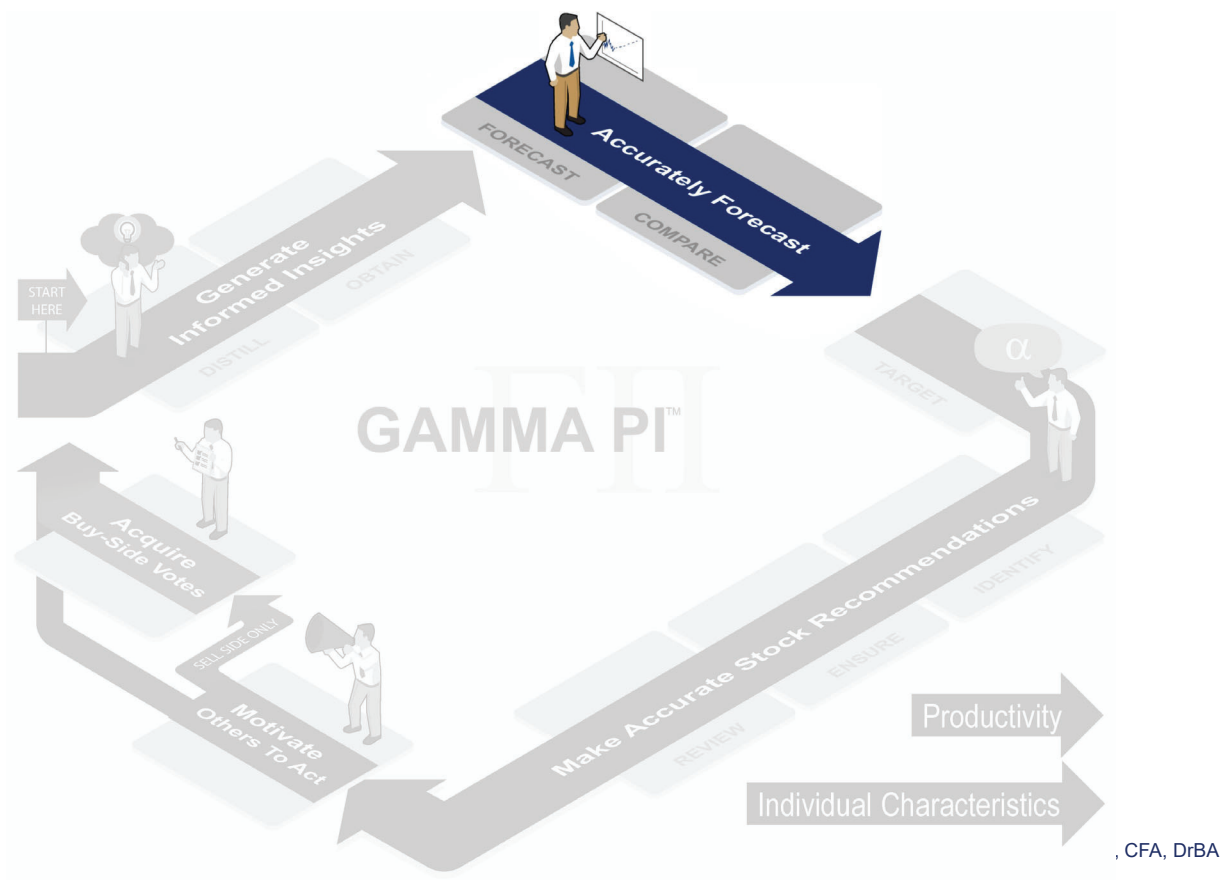 FORECAST
Accurately Forecast
COMPARE
START
HERE
Generate
Informed Insights
OBTAIN
DISTILL
α
TARGET
ΓΠ
GAMMA PI™
Acquire
Buy-Side Votes
SELL SIDE ONLY
Motivate
Others To Act
Make Accurate Stock Recommendations
IDENTIFY
ENSURE
REVIEW
Productivity
Individual Characteristics
, CFA, DrBA